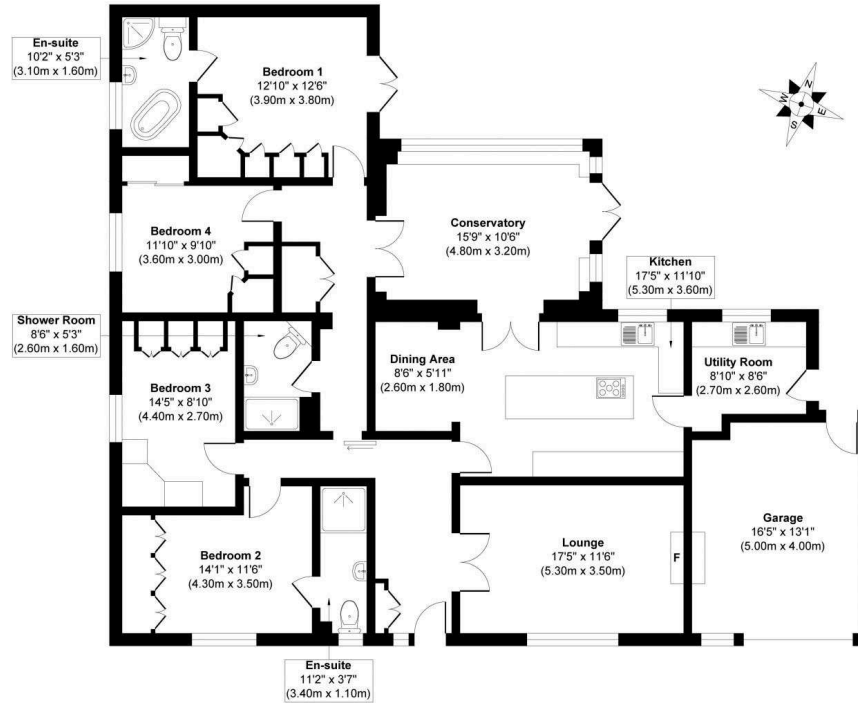 En-suite
10'2" x 5'3"
(3.10m x 1.60m)
Bedroom 1
12'10" x 12'6"
(3.90m x 3.80m)
N
W
E
S
Bedroom 4
11'10" x 9'10"
(3.60m x 3.00m)
Conservatory
15'9" x 10'6"
(4.80m x 3.20m)
Kitchen
17'5" x 11'10"
(5.30m x 3.60m)
Shower Room
8'6" x 5'3"
(2.60m x 1.60m)
Dining Area
8'6" x 5'11"
(2.60m x 1.80m)
Utility Room
8'10" x 8'6"
(2.70m x 2.60m)
Bedroom 3
14'5" x 8'10"
(4.40m x 2.70m)
Bedroom 2
14'1" x 11'6"
(4.30m x 3.50m)
Lounge
17'5" x 11'6"
(5.30m x 3.50m)
F
Garage
16'5" x 13'1"
(5.00m x 4.00m)
En-suite
11'2" x 3'7"
(3.40m x 1.10m)